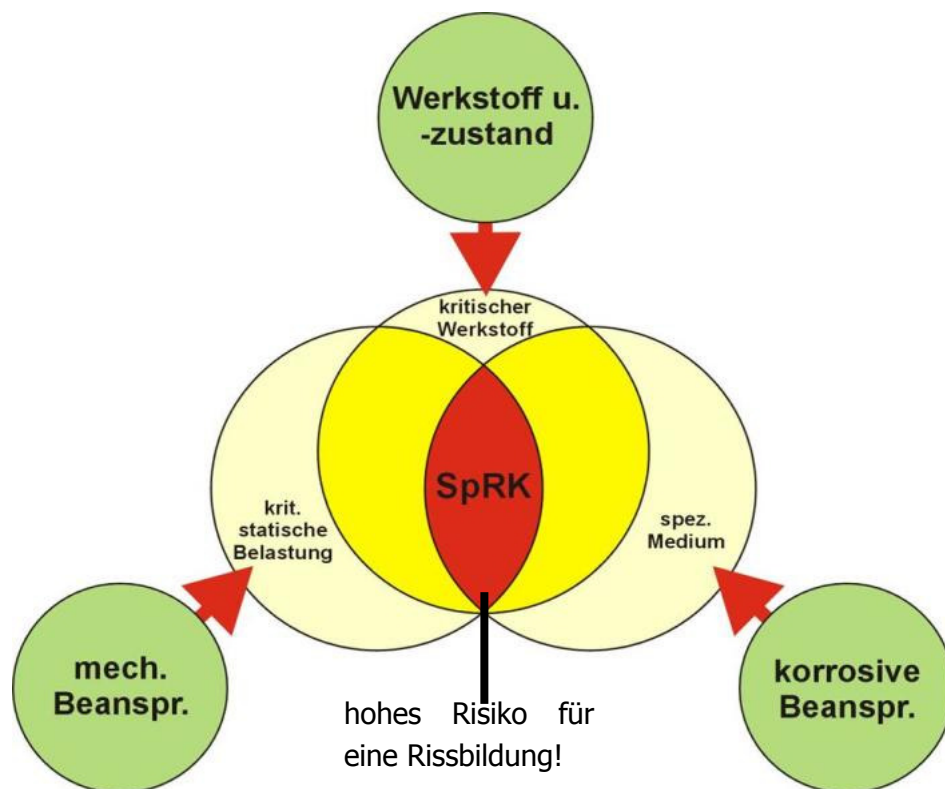 Werkstoff u.
-zustand
kritischer
Werkstoff
SpRK
krit.
statische
Belastung
spez.
Medium
mech.
Beanspr.
korrosive
Beanspr.
hohes Risiko für
eine Rissbildung!